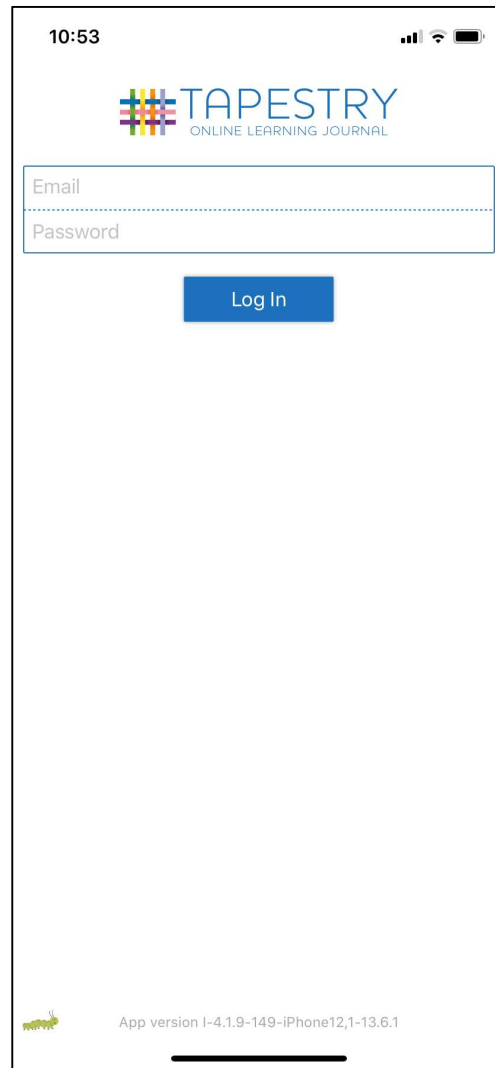 10:53
TAPESTRY
ONLINE LEARNING JOURNAL
Email
Password
Log In
App version I-4.1.9-149-iPhone12,1-13.6.1